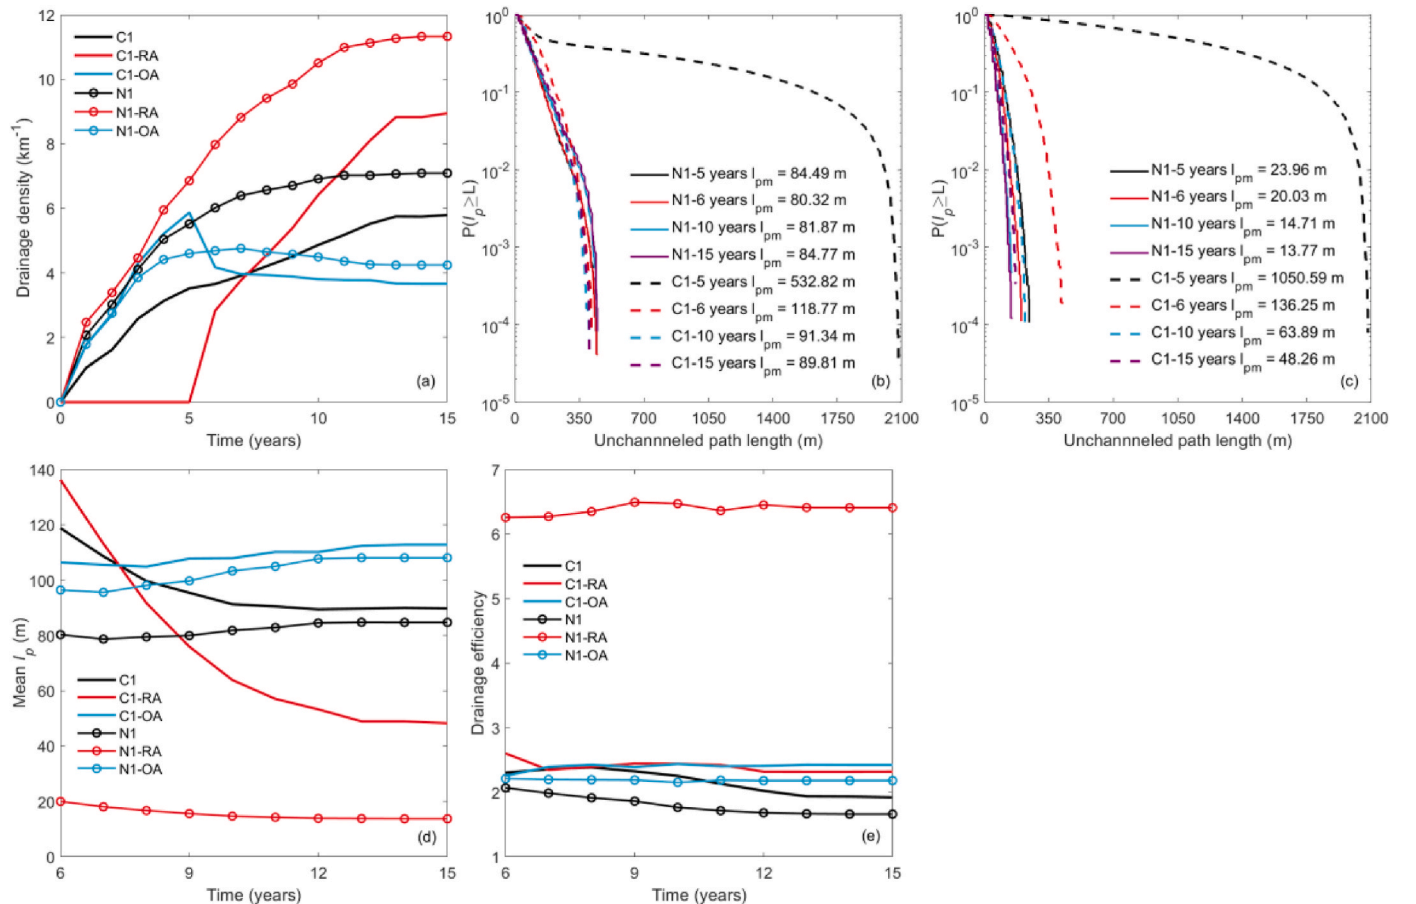 12
10
8
6
4
2
0
Drainage density (km⁻¹)
C1
C1-RA
C1-OA
N1
N1-RA
N1-OA
(a)
0
5
10
15
Time (years)
10⁰
10⁻¹
10⁻²
10⁻³
10⁻⁴
10⁻⁵
P(lₚ≥L)
N1-5 years lpm = 84.49 m
N1-6 years lpm = 80.32 m
N1-10 years lpm = 81.87 m
N1-15 years lpm = 84.77 m
C1-5 years lpm = 532.82 m
C1-6 years lpm = 118.77 m
C1-10 years lpm = 91.34 m
C1-15 years lpm = 89.81 m
(b)
0
350
700
1050
1400
1750
2100
Unchannneled path length (m)
10⁰
10⁻¹
10⁻²
10⁻³
10⁻⁴
10⁻⁵
P(lₚ≥L)
N1-5 years lpm = 23.96 m
N1-6 years lpm = 20.03 m
N1-10 years lpm = 14.71 m
N1-15 years lpm = 13.77 m
C1-5 years lpm = 1050.59 m
C1-6 years lpm = 136.25 m
C1-10 years lpm = 63.89 m
C1-15 years lpm = 48.26 m
(c)
0
350
700
1050
1400
1750
2100
Unchannneled path length (m)
140
120
100
80
60
40
20
0
Mean lₚ (m)
C1
C1-RA
C1-OA
N1
N1-RA
N1-OA
(d)
6
9
12
15
Time (years)
7
6
5
4
3
2
1
Drainage efficiency
C1
C1-RA
C1-OA
N1
N1-RA
N1-OA
(e)
6
9
12
15
Time (years)